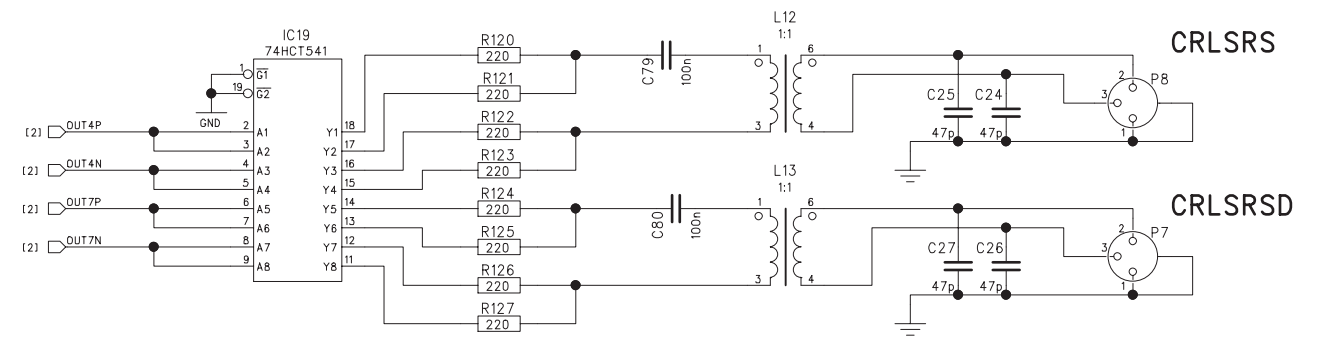 IC19
74HCT541
1 G1
19 G2
GND
[2] OUT4P
[2] OUT4N
[2] OUT7P
[2] OUT7N
2 A1
3 A2
4 A3
5 A4
6 A5
7 A6
8 A7
9 A8
Y1 18
Y2 17
Y3 16
Y4 15
Y5 14
Y6 13
Y7 12
Y8 11
R120
220
R121
220
R122
220
R123
220
R124
220
R125
220
R126
220
R127
220
C79
100n
L12
1:1
1
3
6
4
C25
47p
C24
47p
2
3
1
P8
CRLSRS
C80
100n
L13
1:1
1
3
6
4
C27
47p
C26
47p
2
3
1
P7
CRLSRSD